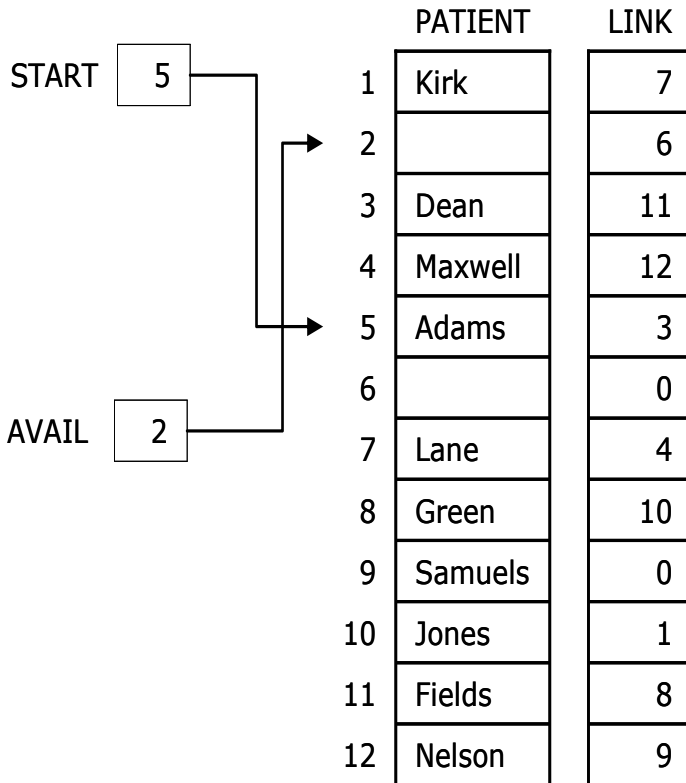 PATIENT LINK
START 5 1 Kirk 7
2 6
3 Dean 11
4 Maxwell 12
5 Adams 3
6 0
AVAIL 2 7 Lane 4
8 Green 10
9 Samuels 0
10 Jones 1
11 Fields 8
12 Nelson 9